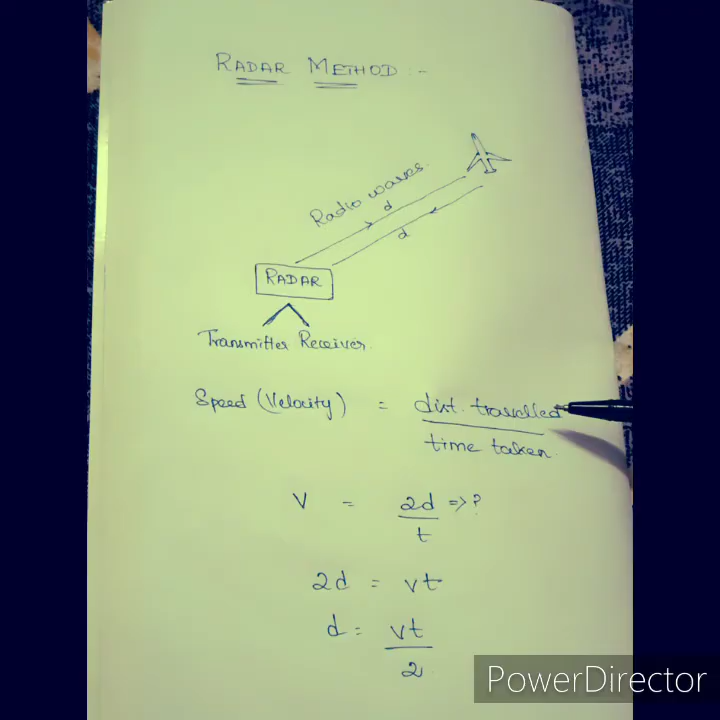 RADAR METHOD :-
Radio waves.
d
d
RADAR
Transmitter Receiver.
Speed (Velocity) = dist. travelled
time taken.
V = 2d => ?
t
2d = vt
d = vt
2
PowerDirector